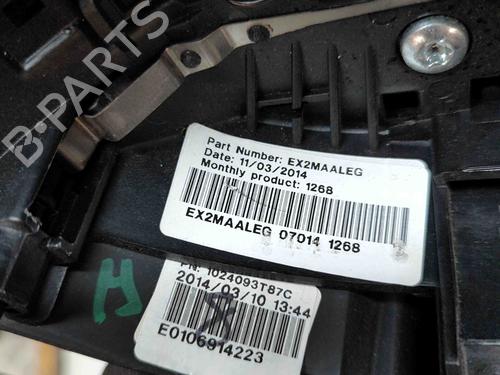 B-PARTS
Part Number: EX2MAALEG
Date: 11/03/2014
Monthly product: 1268
EX2MAALEG 07014 1268
PN: 1024093T87C
2014/03/10 13:44
E0106914223
H